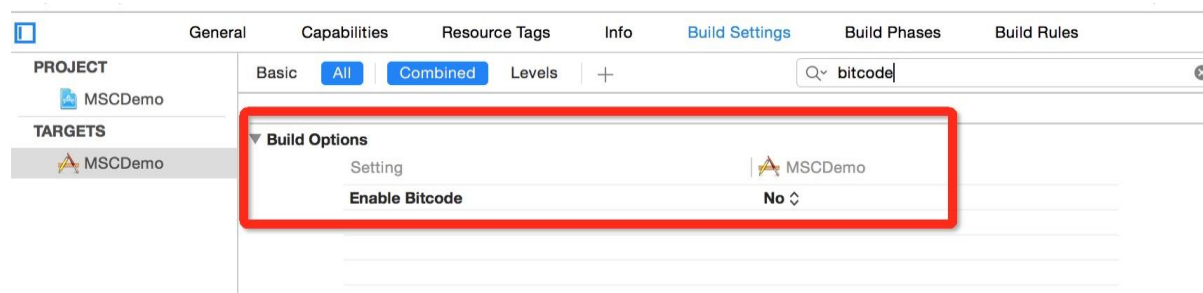 General Capabilities Resource Tags Info Build Settings Build Phases Build Rules
PROJECT
MSCDemo
TARGETS
MSCDemo
Basic All Combined Levels + bitcode
Build Options
Setting MSCDemo
Enable Bitcode No